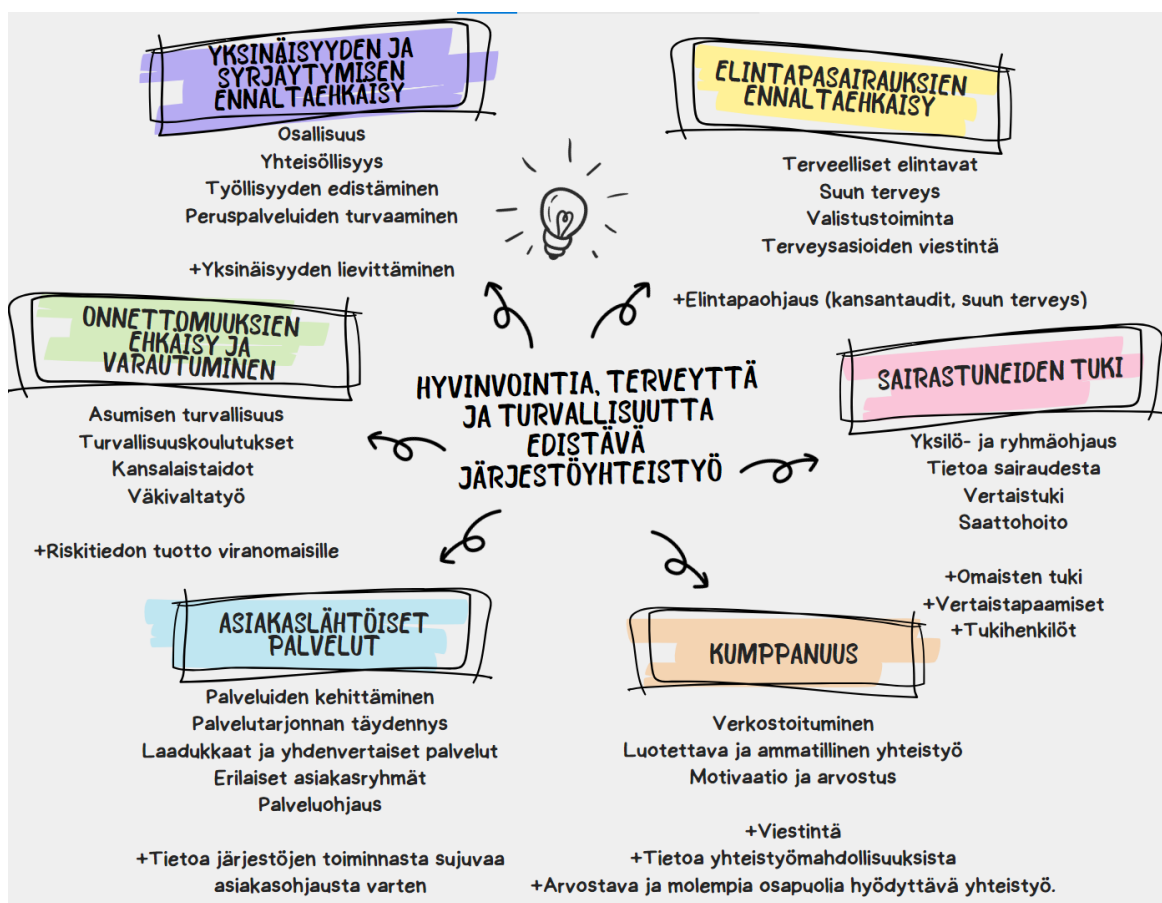 YKSINÄISYYDEN JA
SYRJÄYTYMISEN
ENNALTAEHKÄISY
Osallisuus
Yhteisöllisyys
Työllisyyden edistäminen
Peruspalveluiden turvaaminen
+Yksinäisyyden lievittäminen
ELINTAPASAIRAUKSIEN
ENNALTAEHKÄISY
Terveelliset elintavat
Suun terveys
Valistustoiminta
Terveysasioiden viestintä
+Elintapaohjaus (kansantaudit, suun terveys)
ONNETTOMUUKSIEN
EHKÄISY JA
VARAUTUMINEN
Asumisen turvallisuus
Turvallisuuskoulutukset
Kansalaistaidot
Väkivaltatyö
+Riskitiedon tuotto viranomaisille
HYVINVOINTIA, TERVEYTTÄ
JA TURVALLISUUTTA
EDISTÄVÄ
JÄRJESTÖYHTEISTYÖ
SAIRASTUNEIDEN TUKI
Yksilö- ja ryhmäohjaus
Tietoa sairaudesta
Vertaistuki
Saattohoito
+Omaisten tuki
+Vertaistapaamiset
+Tukihenkilöt
ASIAKASLÄHTÖISET
PALVELUT
Palveluiden kehittäminen
Palvelutarjonnan täydennys
Laadukkaat ja yhdenvertaiset palvelut
Erilaiset asiakasryhmät
Palveluohjaus
+Tietoa järjestöjen toiminnasta sujuvaa
asiakasohjausta varten
KUMPPANUUS
Verkostoituminen
Luotettava ja ammatillinen yhteistyö
Motivaatio ja arvostus
+Viestintä
+Tietoa yhteistyömahdollisuuksista
+Arvostava ja molempia osapuolia hyödyttävä yhteistyö.